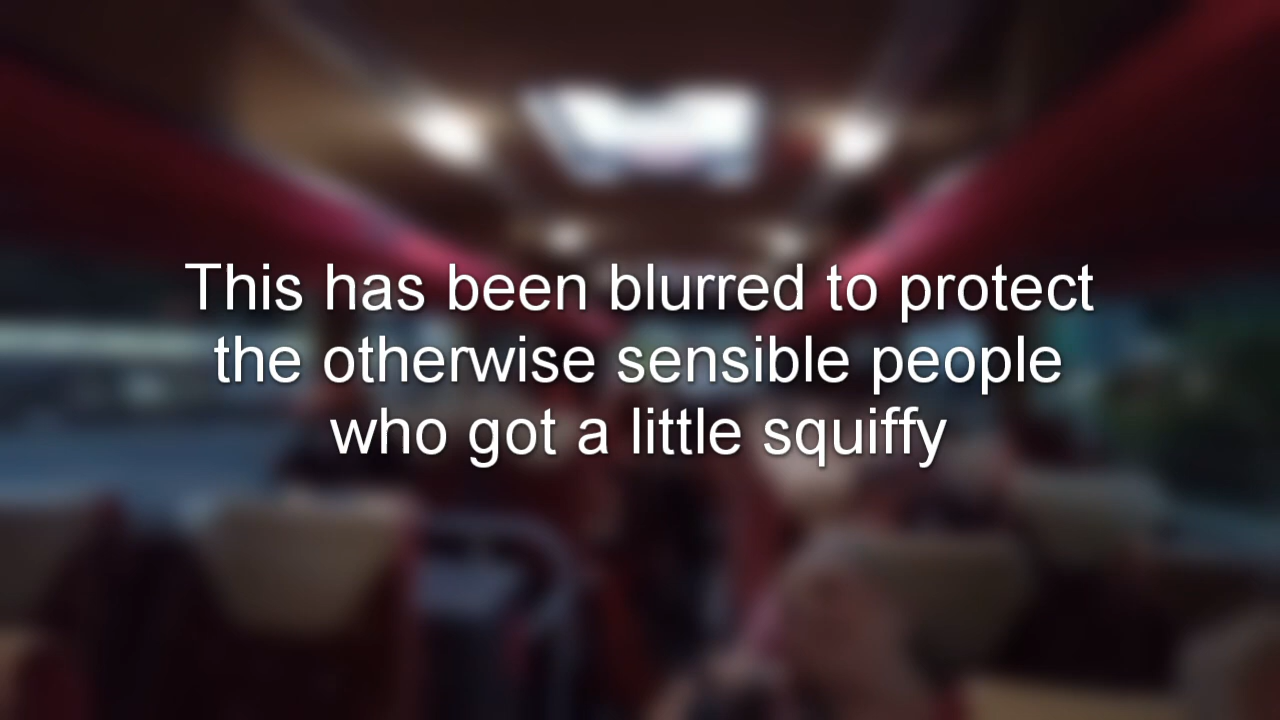 This has been blurred to protect
the otherwise sensible people
who got a little squiffy